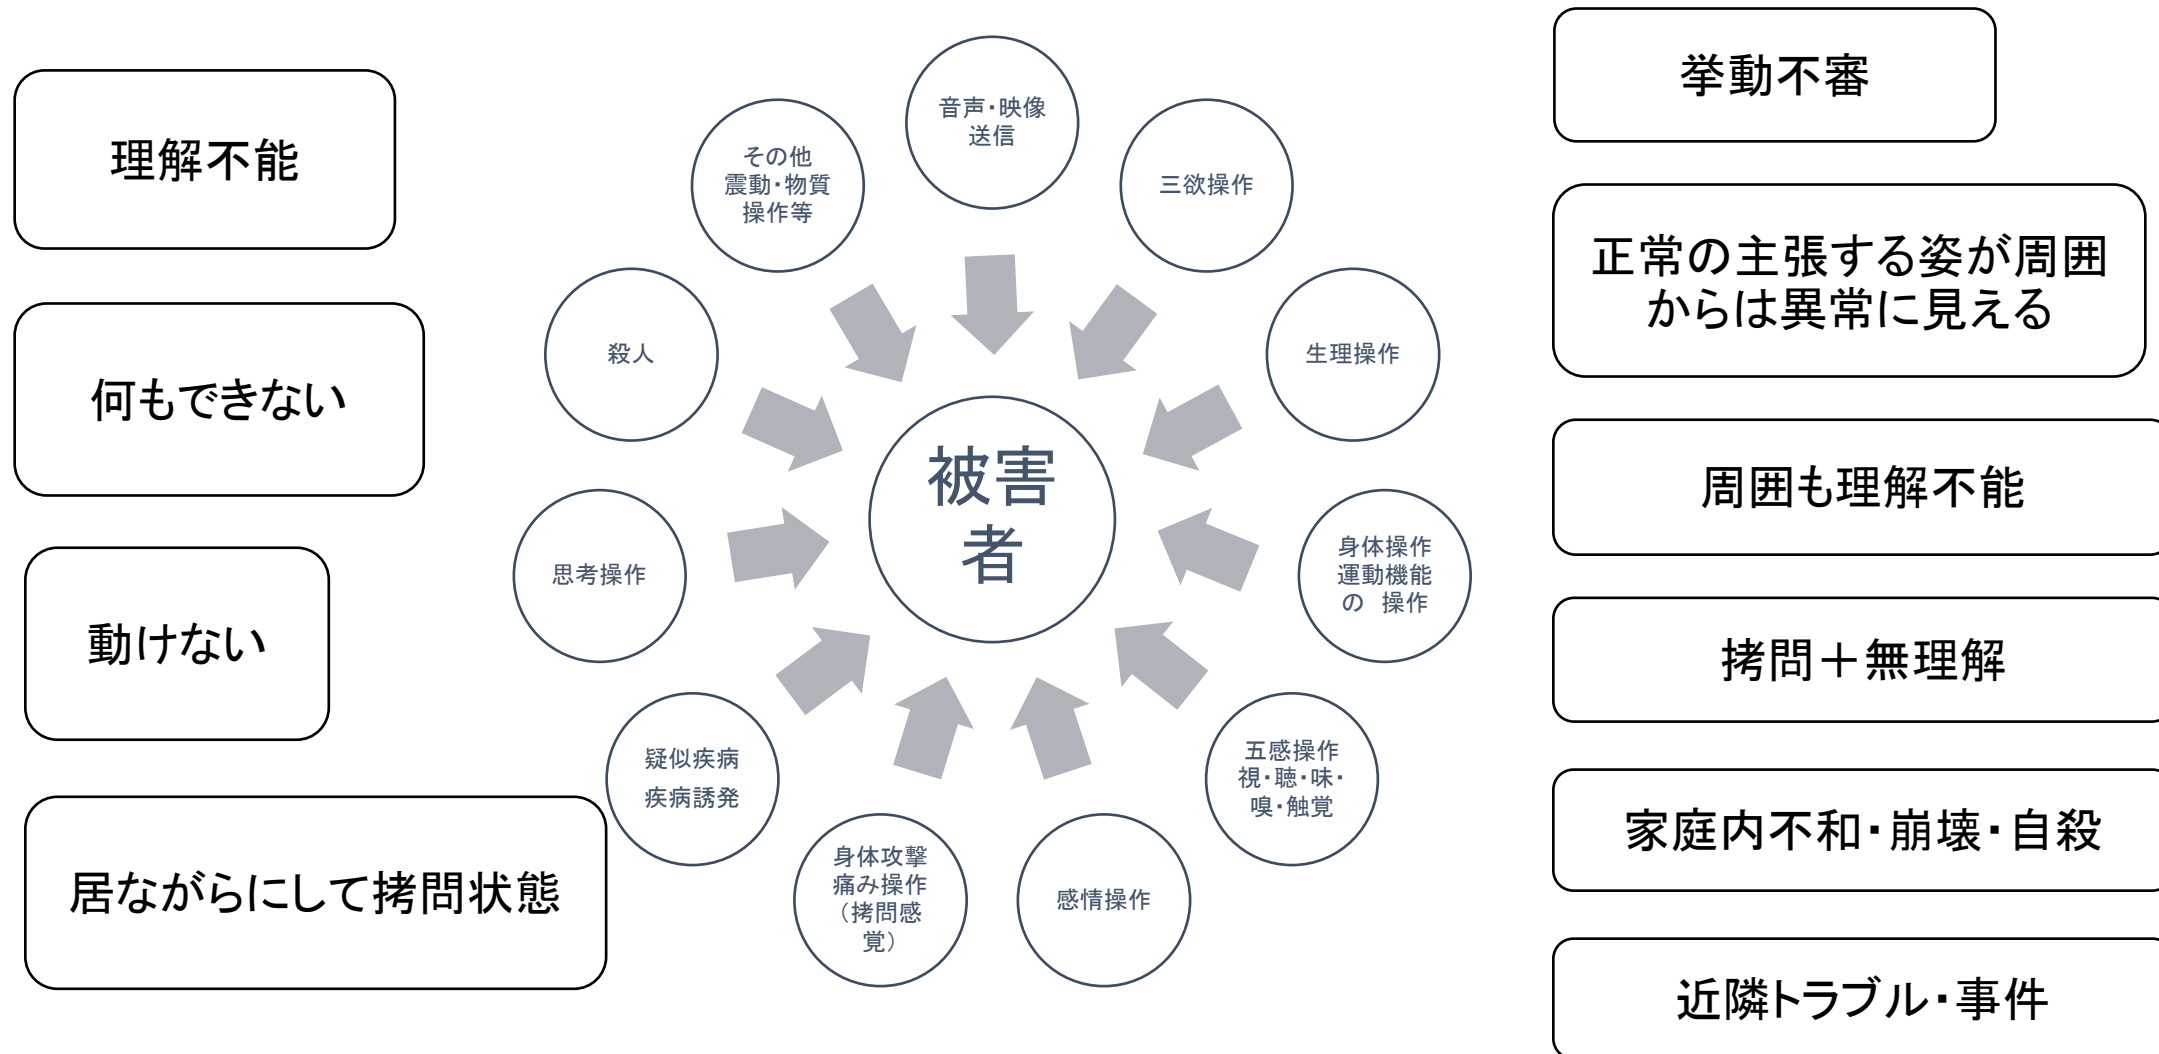 理解不能
何もできない
動けない
居ながらにして拷問状態
音声・映像
送信
三欲操作
生理操作
身体操作
運動機能
の　操作
五感操作
視・聴・味・
嗅・触覚
感情操作
身体攻撃
痛み操作
（拷問感
覚）
疑似疾病
疾病誘発
思考操作
殺人
その他
震動・物質
操作等
被害
者
挙動不審
正常の主張する姿が周囲
からは異常に見える
周囲も理解不能
拷問＋無理解
家庭内不和・崩壊・自殺
近隣トラブル・事件